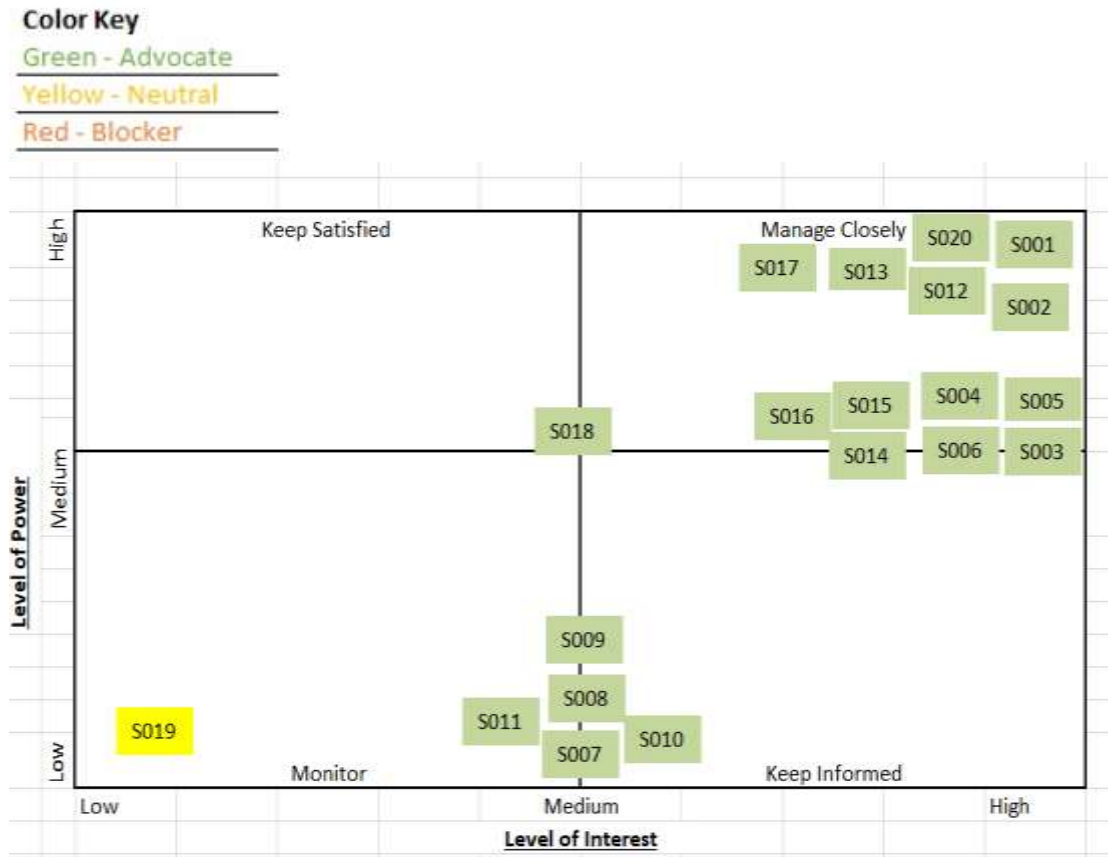 Color Key
Green - Advocate
Yellow - Neutral
Red - Blocker
High
Keep Satisfied
Manage Closely
S020
S001
S017
S013
S012
S002
S004
S005
S015
S016
S018
Medium
S014
S006
S003
Level of Power
S009
S008
S011
S019
S010
S007
Low
Monitor
Keep Informed
Low
Medium
High
Level of Interest